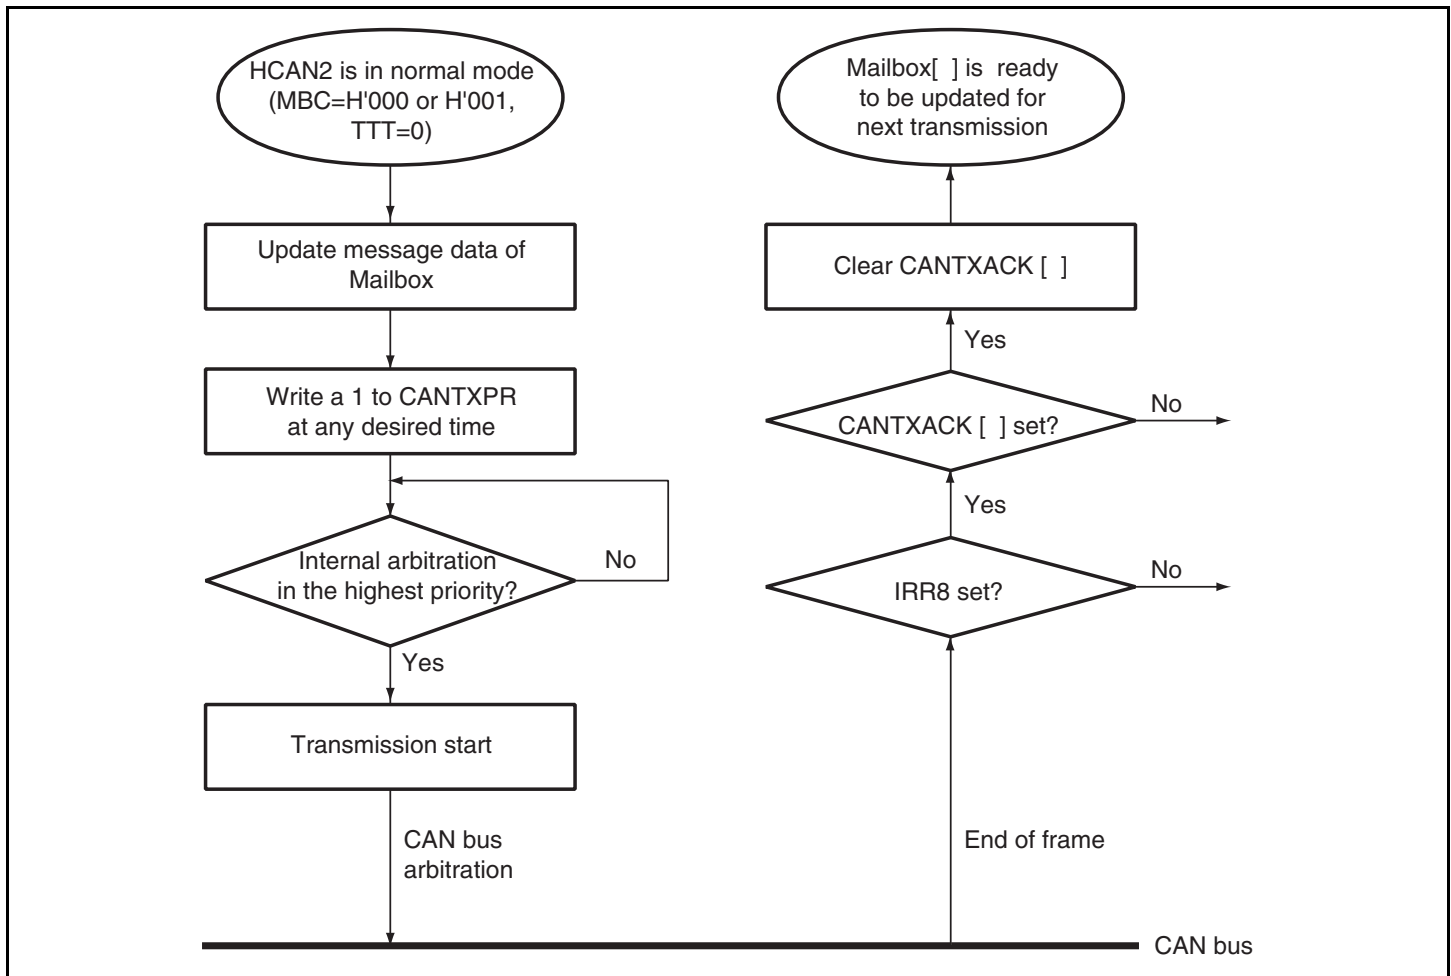 HCAN2 is in normal mode
(MBC=H'000 or H'001,
TTT=0)
Update message data of
Mailbox
Write a 1 to CANTXPR
at any desired time
Internal arbitration
in the highest priority?
No
Yes
Transmission start
CAN bus
arbitration
Mailbox[ ] is ready
to be updated for
next transmission
Clear CANTXACK [ ]
Yes
CANTXACK [ ] set?
No
Yes
IRR8 set?
No
End of frame
CAN bus